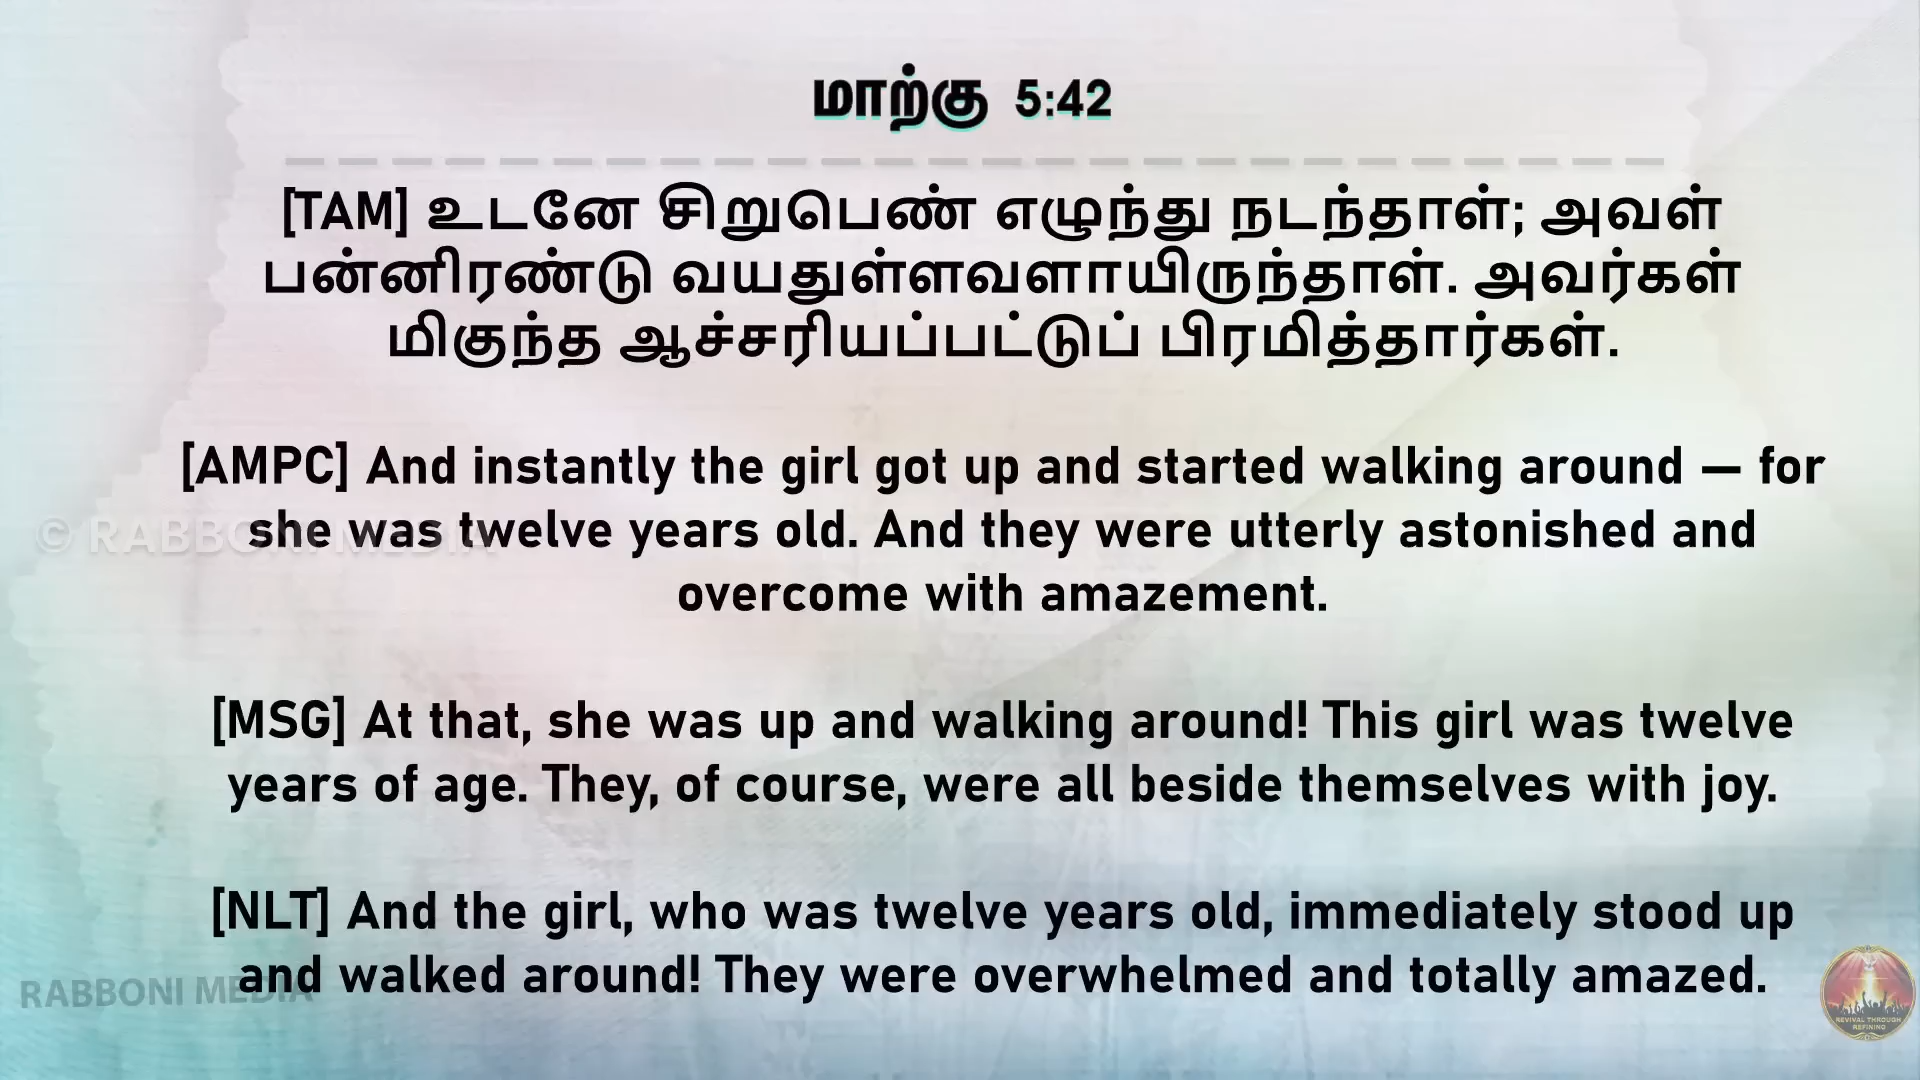 மாற்கு 5:42
[TAM] உடனே சிறுபெண் எழுந்து நடந்தாள்; அவள்
பன்னிரண்டு வயதுள்ளவளாயிருந்தாள். அவர்கள்
மிகுந்த ஆச்சரியப்பட்டுப் பிரமித்தார்கள்.
[AMPC] And instantly the girl got up and started walking around — for
she was twelve years old. And they were utterly astonished and
overcome with amazement.
© RABBONI MEDIA
[MSG] At that, she was up and walking around! This girl was twelve
years of age. They, of course, were all beside themselves with joy.
[NLT] And the girl, who was twelve years old, immediately stood up
and walked around! They were overwhelmed and totally amazed.
RABBONI MEDIA
REVIVAL THROUGH
REFINING